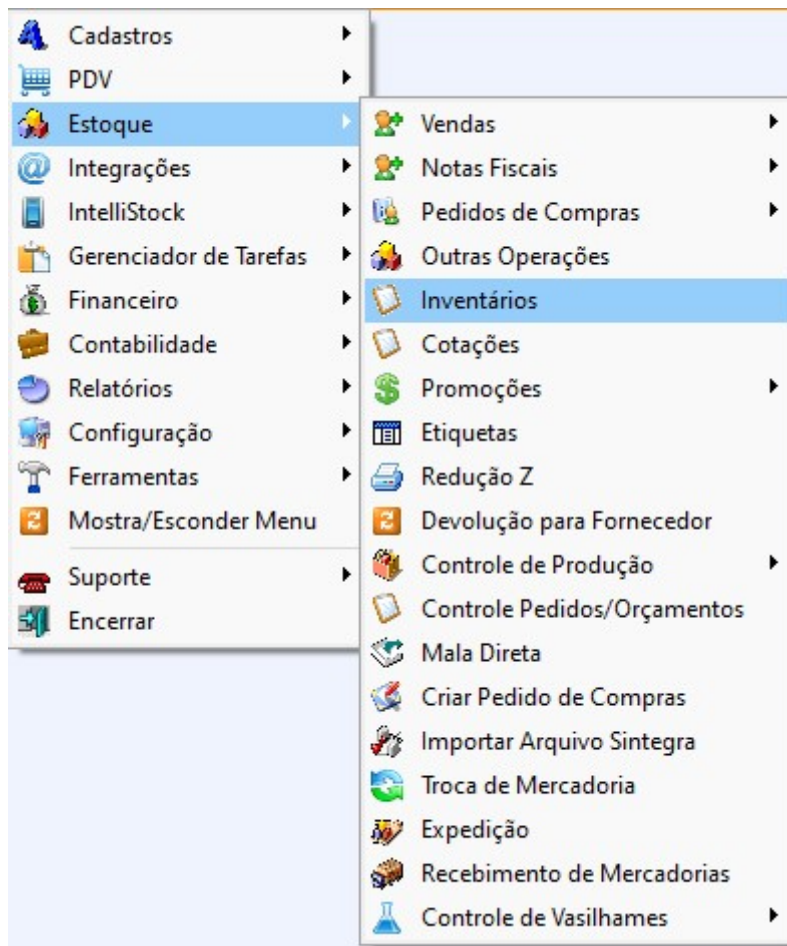 Cadastros
PDV
Estoque
Integrações
IntelliStock
Gerenciador de Tarefas
Financeiro
Contabilidade
Relatórios
Configuração
Ferramentas
Mostra/Esconder Menu
Suporte
Encerrar
Vendas
Notas Fiscais
Pedidos de Compras
Outras Operações
Inventários
Cotações
Promoções
Etiquetas
Redução Z
Devolução para Fornecedor
Controle de Produção
Controle Pedidos/Orçamentos
Mala Direta
Criar Pedido de Compras
Importar Arquivo Sintegra
Troca de Mercadoria
Expedição
Recebimento de Mercadorias
Controle de Vasilhames